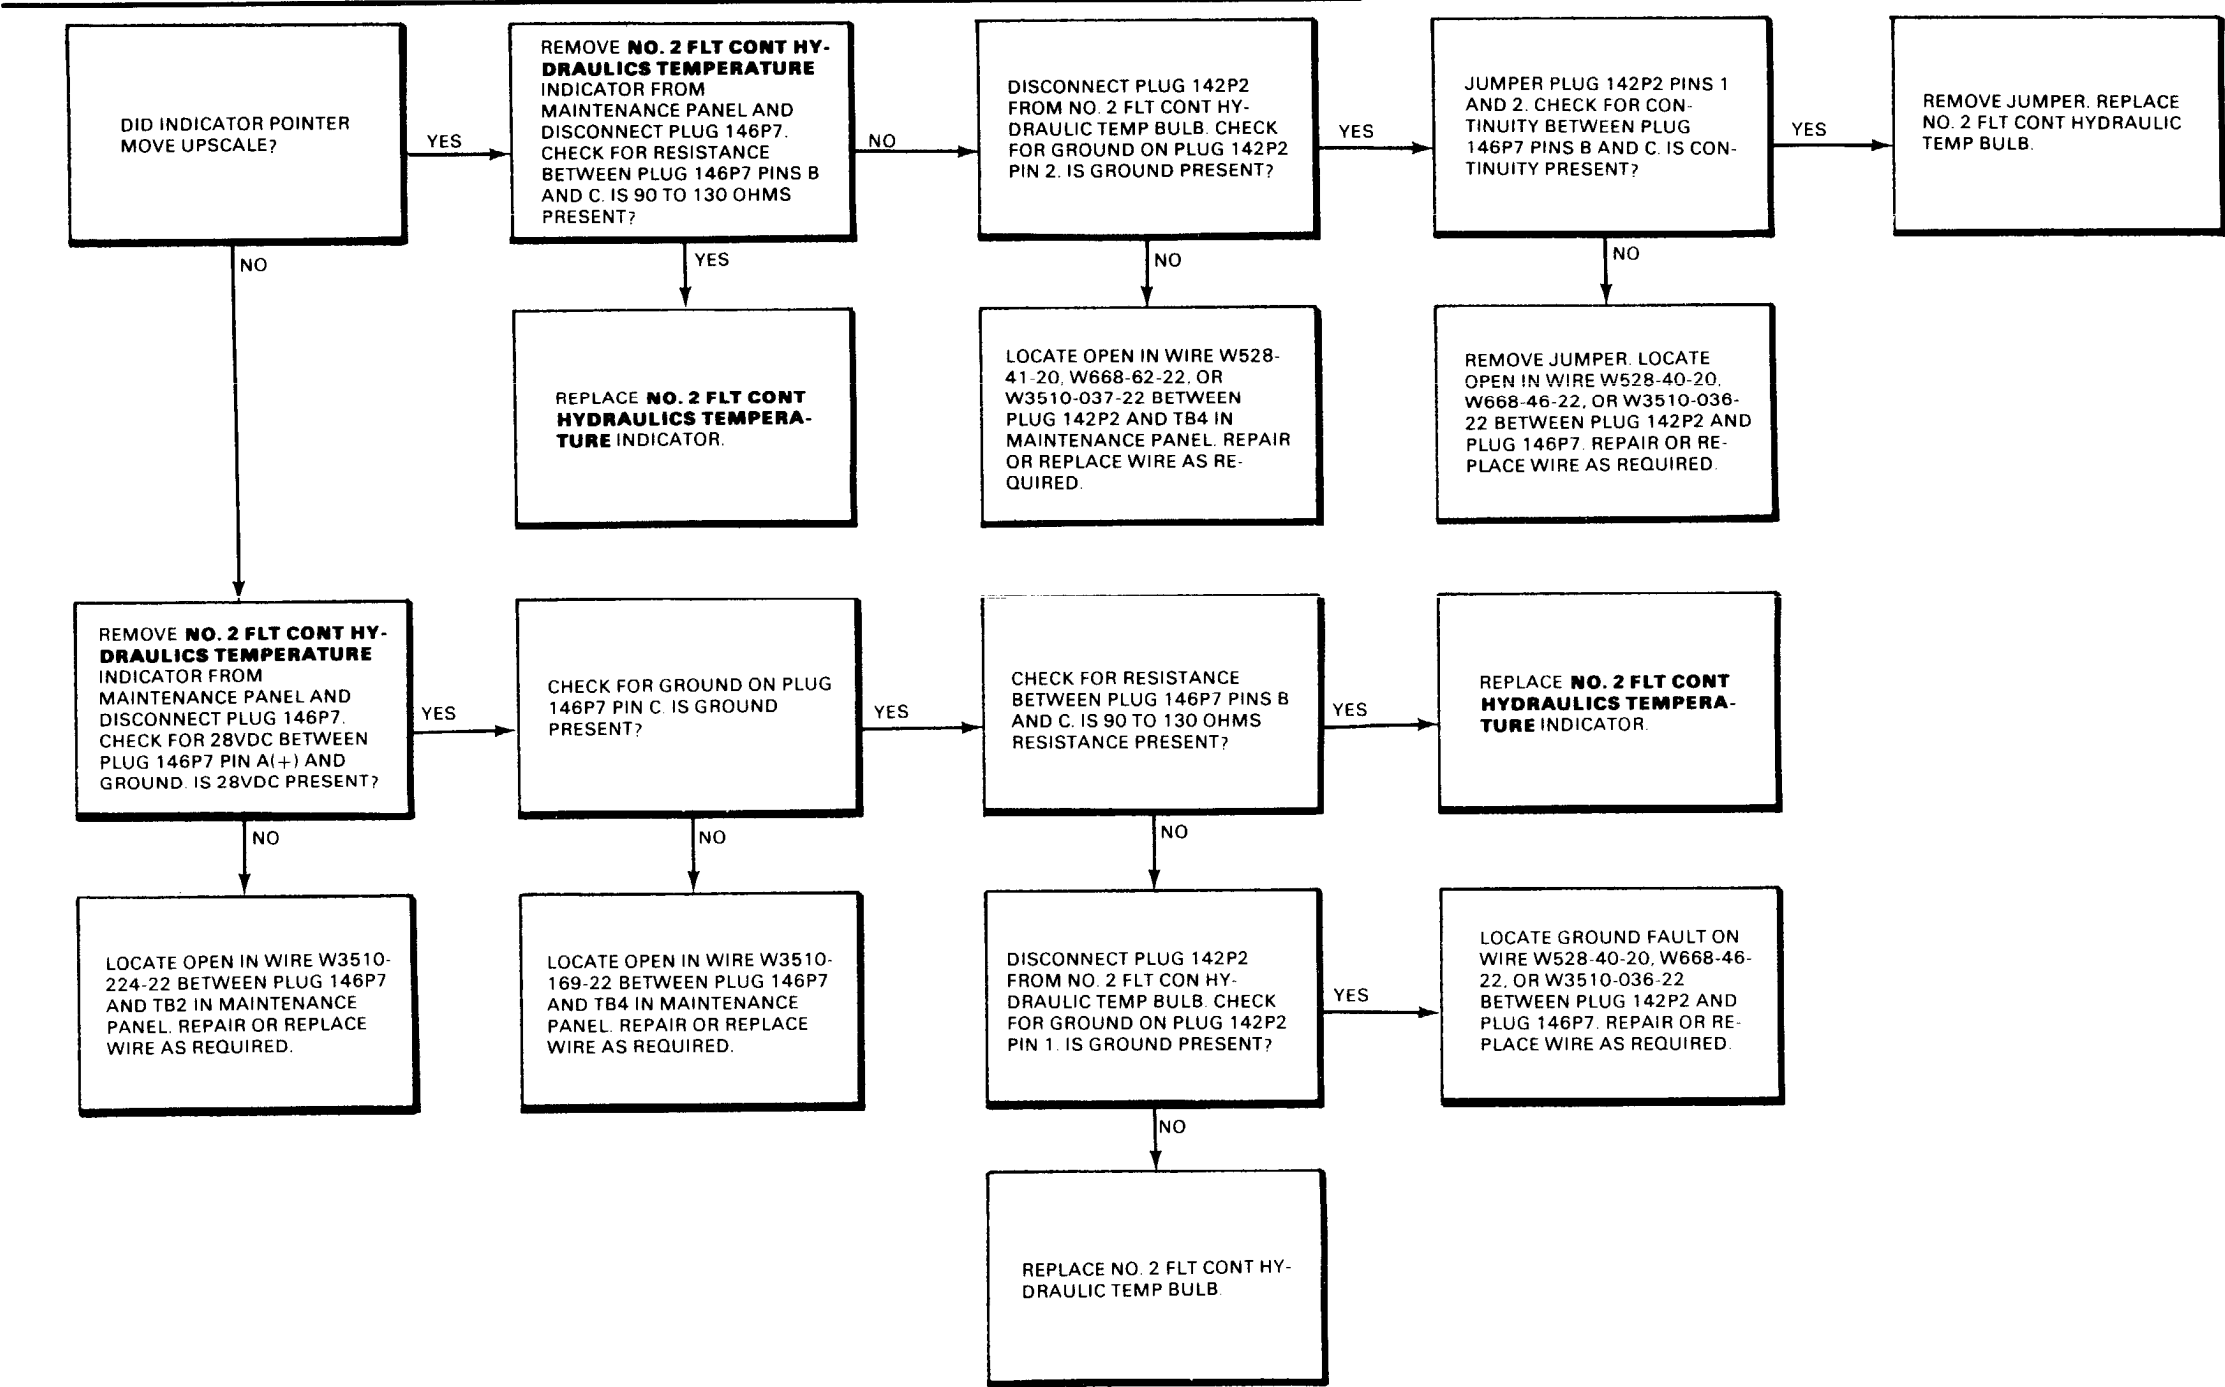 DID INDICATOR POINTER
MOVE UPSCALE?
YES
REMOVE NO. 2 FLT CONT HY-
DRAULICS TEMPERATURE
INDICATOR FROM
MAINTENANCE PANEL AND
DISCONNECT PLUG 146P7.
CHECK FOR RESISTANCE
BETWEEN PLUG 146P7 PINS B
AND C. IS 90 TO 130 OHMS
PRESENT?
NO
DISCONNECT PLUG 142P2
FROM NO. 2 FLT CONT HY-
DRAULIC TEMP BULB. CHECK
FOR GROUND ON PLUG 142P2
PIN 2. IS GROUND PRESENT?
YES
JUMPER PLUG 142P2 PINS 1
AND 2. CHECK FOR CON-
TINUITY BETWEEN PLUG
146P7 PINS B AND C. IS CON-
TINUITY PRESENT?
YES
REMOVE JUMPER. REPLACE
NO. 2 FLT CONT HYDRAULIC
TEMP BULB.
NO
YES
NO
NO
REPLACE NO. 2 FLT CONT
HYDRAULICS TEMPERA-
TURE INDICATOR.
LOCATE OPEN IN WIRE W528-
41-20, W668-62-22, OR
W3510-037-22 BETWEEN
PLUG 142P2 AND TB4 IN
MAINTENANCE PANEL. REPAIR
OR REPLACE WIRE AS RE-
QUIRED.
REMOVE JUMPER. LOCATE
OPEN IN WIRE W528-40-20,
W668-46-22, OR W3510-036-
22 BETWEEN PLUG 142P2 AND
PLUG 146P7. REPAIR OR RE-
PLACE WIRE AS REQUIRED.
REMOVE NO. 2 FLT CONT HY-
DRAULICS TEMPERATURE
INDICATOR FROM
MAINTENANCE PANEL AND
DISCONNECT PLUG 146P7.
CHECK FOR 28VDC BETWEEN
PLUG 146P7 PIN A(+) AND
GROUND. IS 28VDC PRESENT?
YES
CHECK FOR GROUND ON PLUG
146P7 PIN C. IS GROUND
PRESENT?
YES
CHECK FOR RESISTANCE
BETWEEN PLUG 146P7 PINS B
AND C. IS 90 TO 130 OHMS
RESISTANCE PRESENT?
YES
REPLACE NO. 2 FLT CONT
HYDRAULICS TEMPERA-
TURE INDICATOR.
NO
NO
NO
LOCATE OPEN IN WIRE W3510-
224-22 BETWEEN PLUG 146P7
AND TB2 IN MAINTENANCE
PANEL. REPAIR OR REPLACE
WIRE AS REQUIRED.
LOCATE OPEN IN WIRE W3510-
169-22 BETWEEN PLUG 146P7
AND TB4 IN MAINTENANCE
PANEL. REPAIR OR REPLACE
WIRE AS REQUIRED.
DISCONNECT PLUG 142P2
FROM NO. 2 FLT CON HY-
DRAULIC TEMP BULB. CHECK
FOR GROUND ON PLUG 142P2
PIN 1. IS GROUND PRESENT?
YES
LOCATE GROUND FAULT ON
WIRE W528-40-20, W668-46-
22, OR W3510-036-22
BETWEEN PLUG 142P2 AND
PLUG 146P7. REPAIR OR RE-
PLACE WIRE AS REQUIRED.
NO
REPLACE NO. 2 FLT CONT HY-
DRAULIC TEMP BULB.